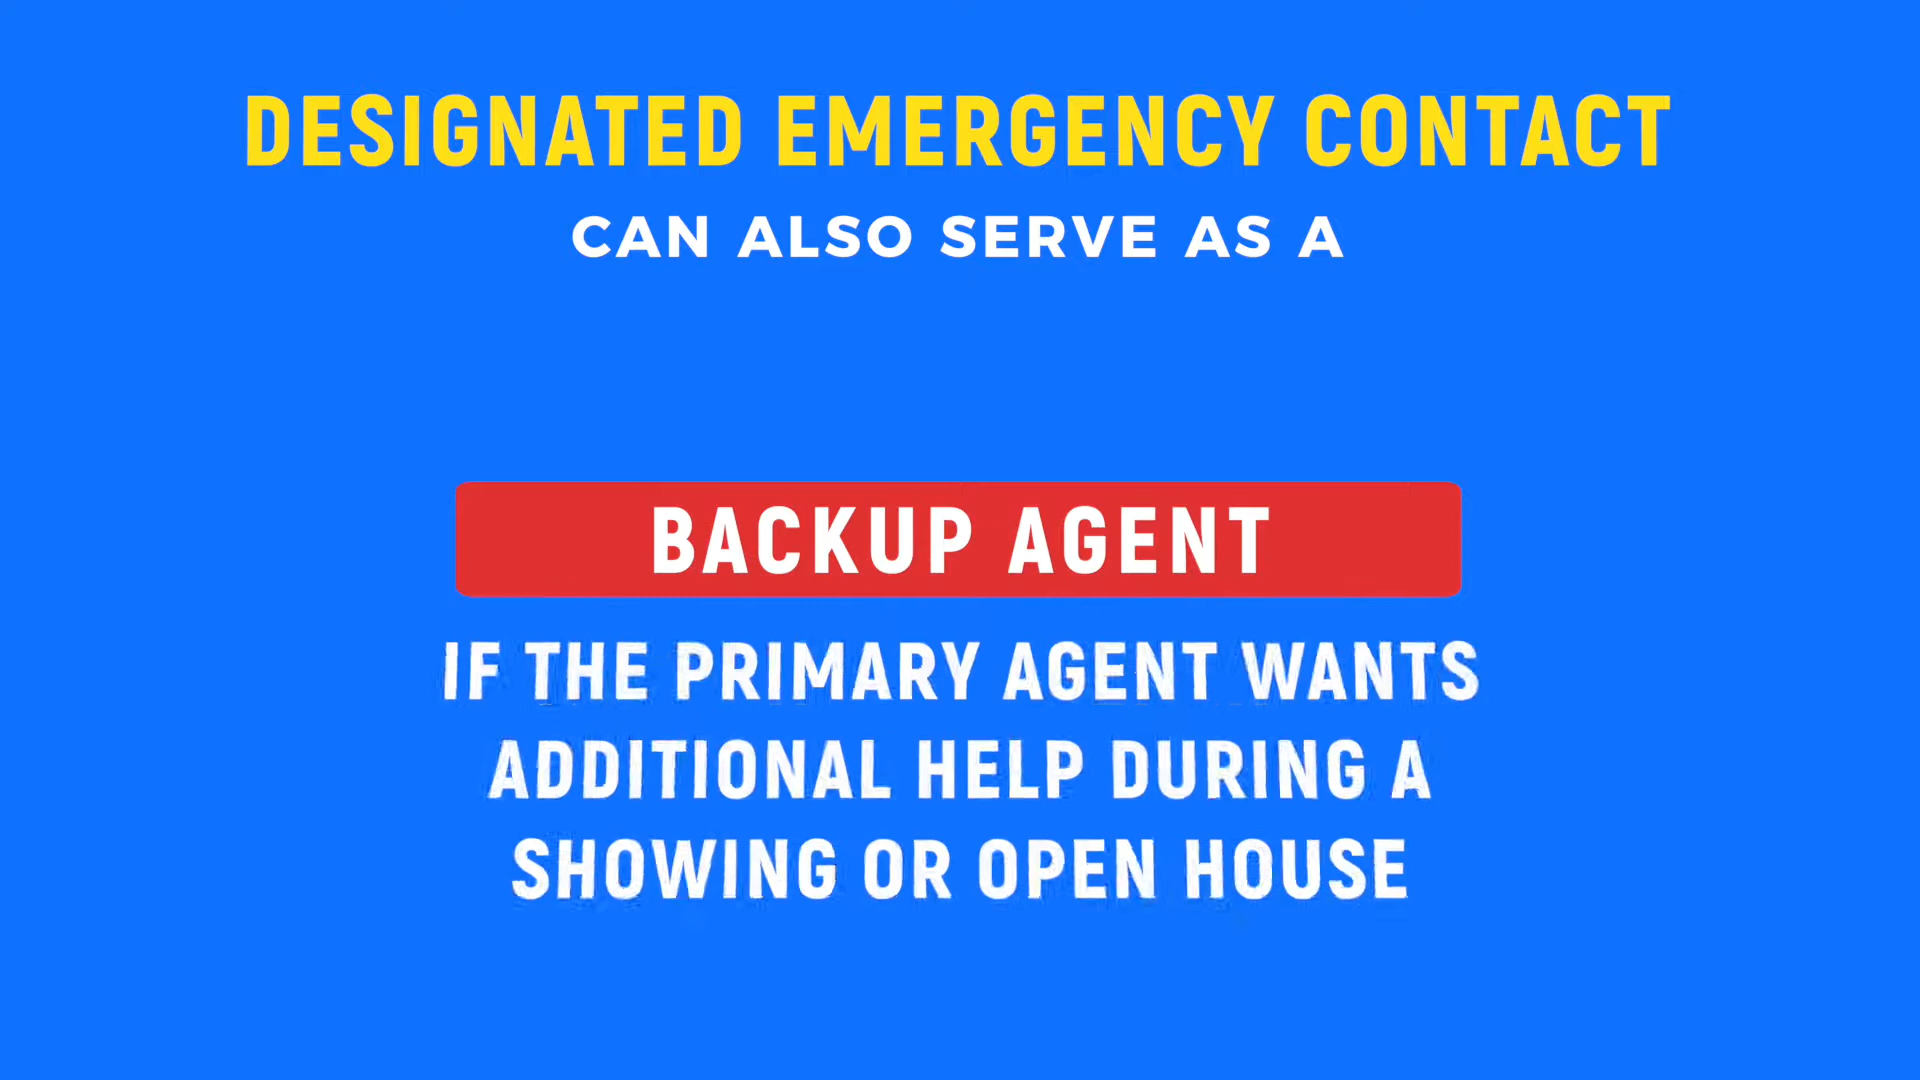 DESIGNATED EMERGENCY CONTACT
CAN ALSO SERVE AS A
BACKUP AGENT
IF THE PRIMARY AGENT WANTS
ADDITIONAL HELP DURING A
SHOWING OR OPEN HOUSE